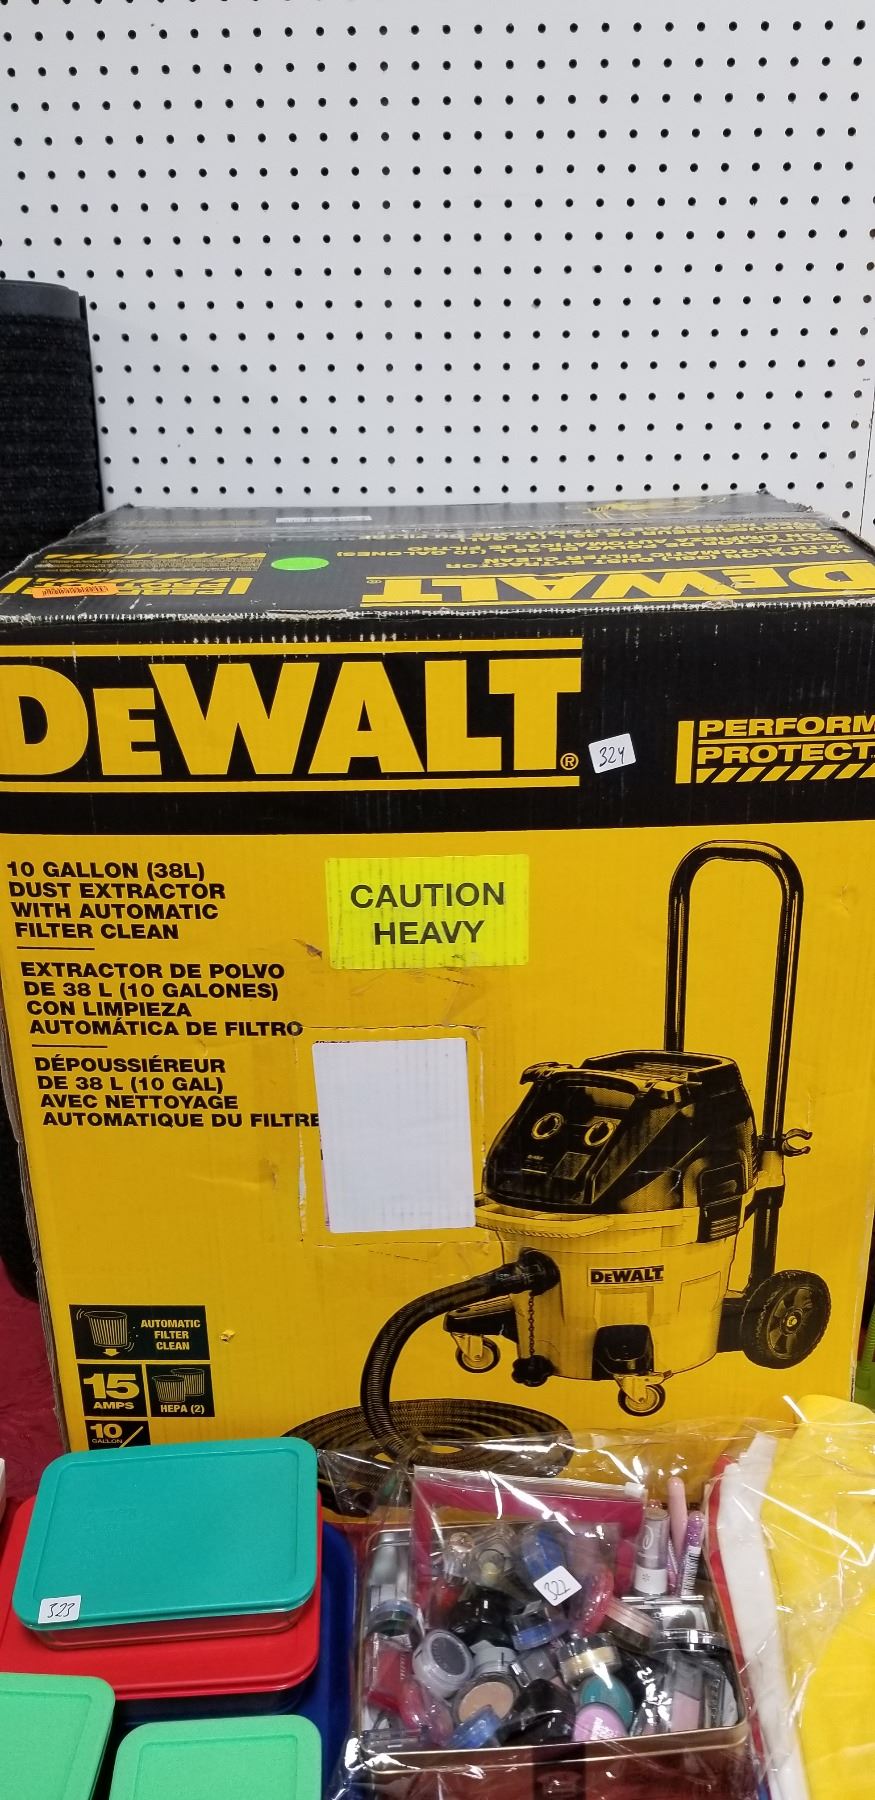 DEWALT®
DEWALT®
324
PERFORM
PROTECT
10 GALLON (38L)
DUST EXTRACTOR
WITH AUTOMATIC
FILTER CLEAN
EXTRACTOR DE POLVO
DE 38 L (10 GALONES)
CON LIMPIEZA
AUTOMÁTICA DE FILTRO
DÉPOUSSIÉREUR
DE 38 L (10 GAL)
AVEC NETTOYAGE
AUTOMATIQUE DU FILTRE
CAUTION
HEAVY
DEWALT
AUTOMATIC
FILTER
CLEAN
15
AMPS
HEPA (2)
10
GALLON
323
322